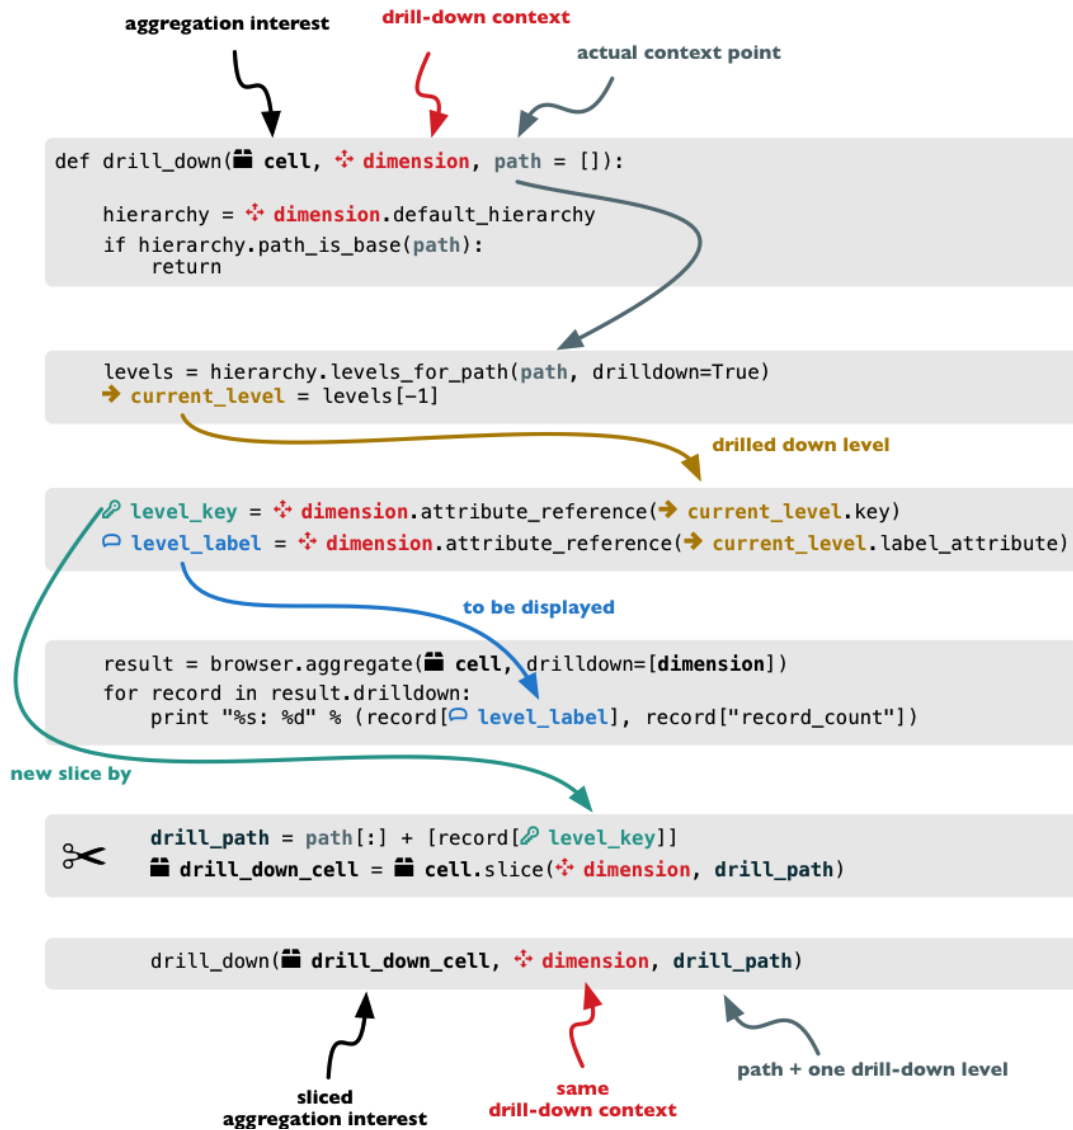 aggregation interest
drill-down context
actual context point
def drill_down(cell, dimension, path = []):
hierarchy = dimension.default_hierarchy
if hierarchy.path_is_base(path):
return
levels = hierarchy.levels_for_path(path, drilldown=True)
current_level = levels[-1]
drilled down level
level_key = dimension.attribute_reference(current_level.key)
level_label = dimension.attribute_reference(current_level.label_attribute)
to be displayed
result = browser.aggregate(cell, drilldown=[dimension])
for record in result.drilldown:
print "%s: %d" % (record[level_label], record["record_count"])
new slice by
drill_path = path[:] + [record[level_key]]
drill_down_cell = cell.slice(dimension, drill_path)
drill_down(drill_down_cell, dimension, drill_path)
sliced
aggregation interest
same
drill-down context
path + one drill-down level